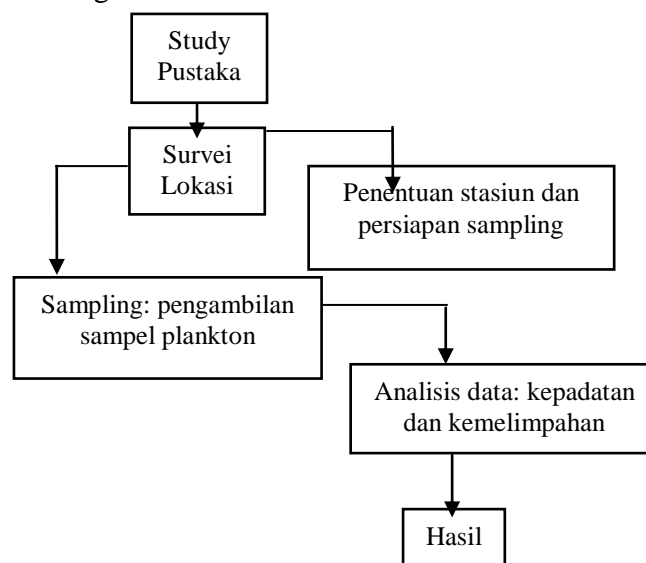 Study
Pustaka
Survei
Lokasi
Penentuan stasiun dan
persiapan sampling
Sampling: pengambilan
sampel plankton
Analisis data: kepadatan
dan kemelimpahan
Hasil